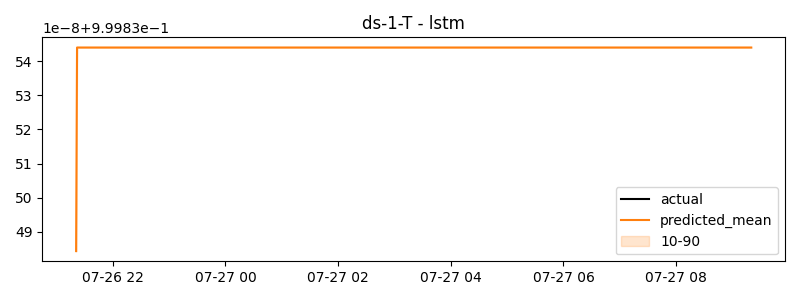 ds-1-T - lstm
1e−8+9.9983e−1
54
53
52
51
50
49
actual
predicted_mean
10-90
07-26 22 07-27 00 07-27 02 07-27 04 07-27 06 07-27 08